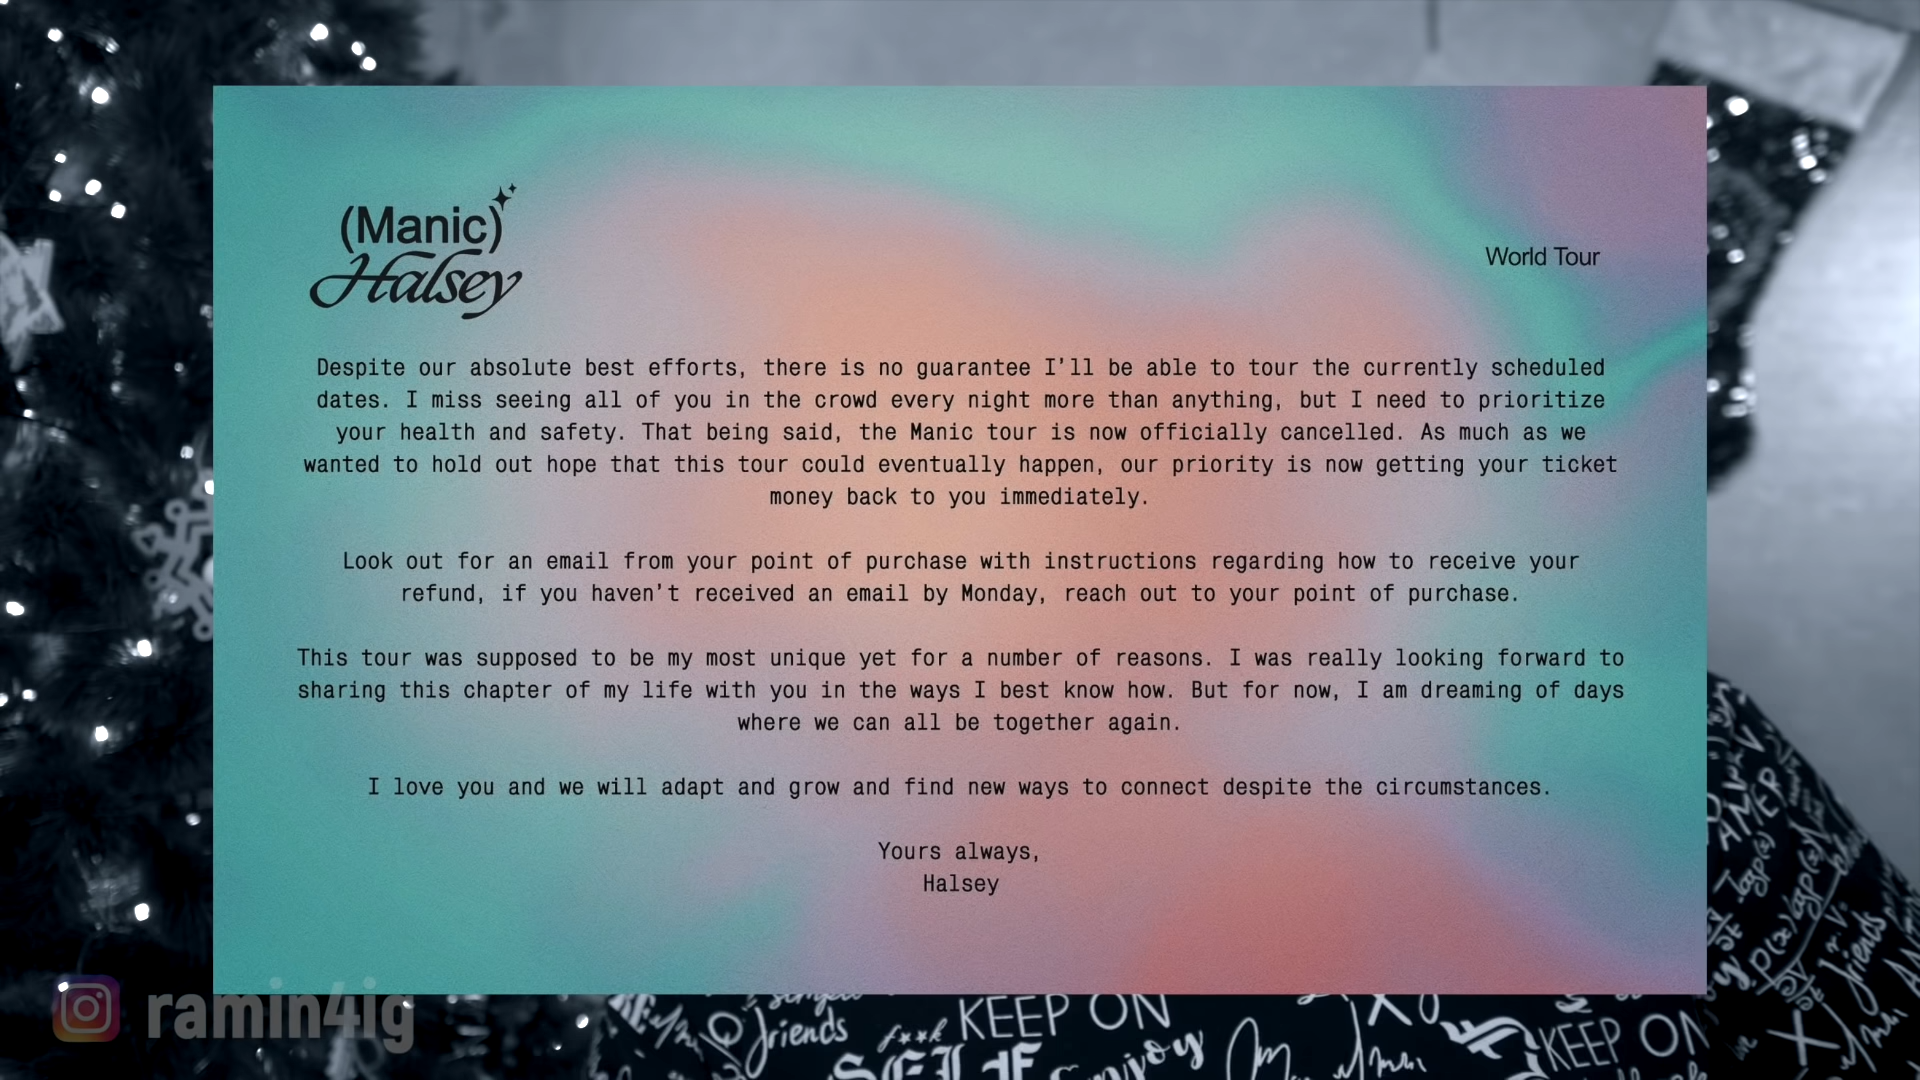 (Manic)
Halsey
World Tour
Despite our absolute best efforts, there is no guarantee I'll be able to tour the currently scheduled
dates. I miss seeing all of you in the crowd every night more than anything, but I need to prioritize
your health and safety. That being said, the Manic tour is now officially cancelled. As much as we
wanted to hold out hope that this tour could eventually happen, our priority is now getting your ticket
money back to you immediately.
Look out for an email from your point of purchase with instructions regarding how to receive your
refund, if you haven't received an email by Monday, reach out to your point of purchase.
This tour was supposed to be my most unique yet for a number of reasons. I was really looking forward to
sharing this chapter of my life with you in the ways I best know how. But for now, I am dreaming of days
where we can all be together again.
I love you and we will adapt and grow and find new ways to connect despite the circumstances.
Yours always,
Halsey
ramin4ig
friends f**k KEEP ON
SELF enjoy KEEP ON
friends